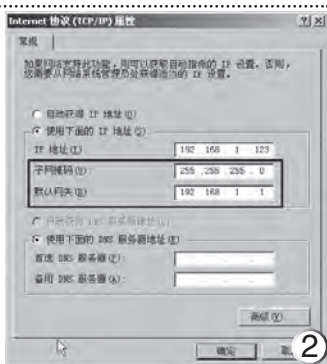 Internet 协议 (TCP/IP) 属性
常规
如果网络支持此功能，则可以获取自动指派的 IP 设置。否则，
您需要从网络系统管理员处获得适当的 IP 设置。
自动获得 IP 地址(O)
使用下面的 IP 地址(S):
IP 地址(I): 192 .168 . 1 .123
子网掩码(U): 255 .255 .255 . 0
默认网关(D): 192 .168 . 1 . 1
自动获得 DNS 服务器地址(B)
使用下面的 DNS 服务器地址(E):
首选 DNS 服务器(P):
备用 DNS 服务器(A):
高级(V)...
确定
2